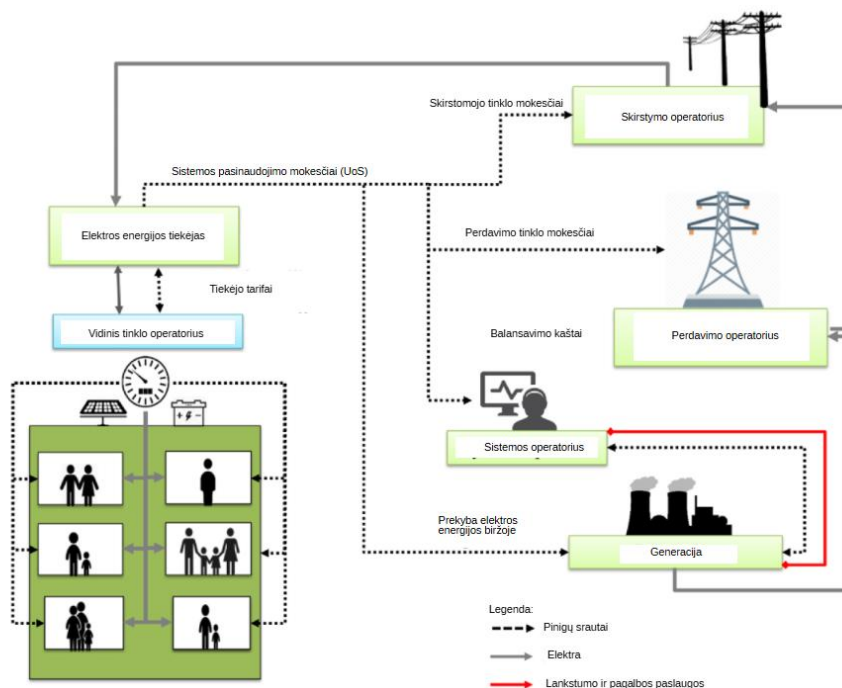 Skirstomojo tinklo mokesčiai
Skirstymo operatorius
Sistemos pasinaudojimo mokesčiai (UoS)
Elektros energijos tiekėjas
Perdavimo tinklo mokesčiai
Tiekėjo tarifai
Vidinis tinklo operatorius
Balansavimo kaštai
Perdavimo operatorius
Sistemos operatorius
Prekyba elektros
energijos biržoje
Generacija
Legenda:
Pinigų srautai
Elektra
Lankstumo ir pagalbos paslaugos